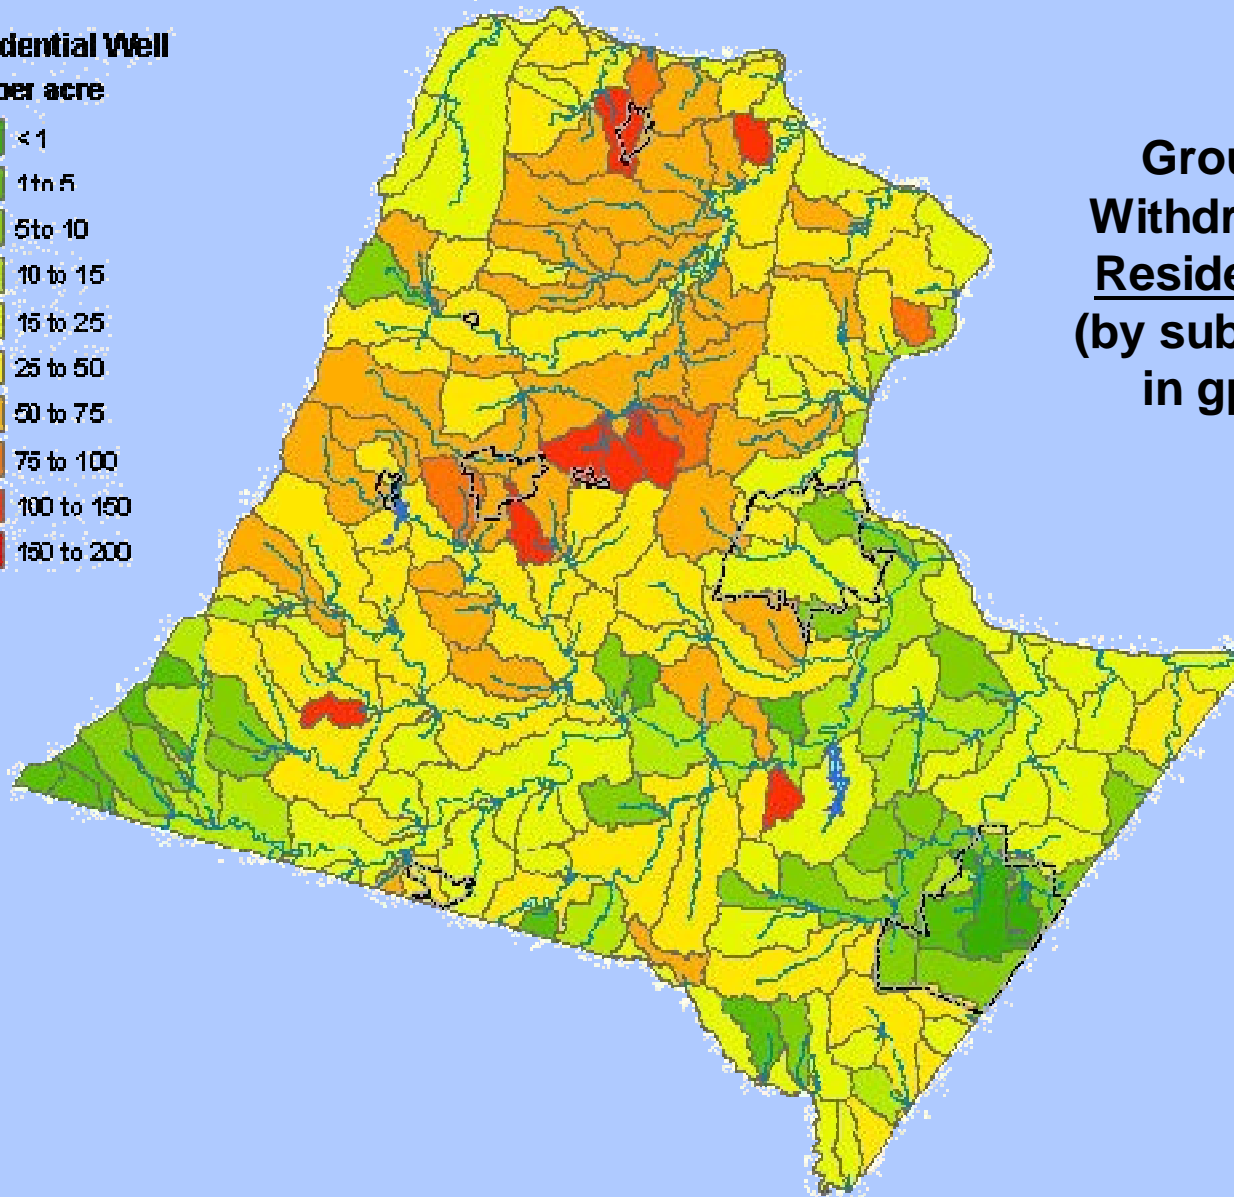 dential Well
per acre
< 1
1 to 5
5 to 10
10 to 15
15 to 25
25 to 50
50 to 75
75 to 100
100 to 150
150 to 200
Grou
Withdr
Reside
(by sub
in gp